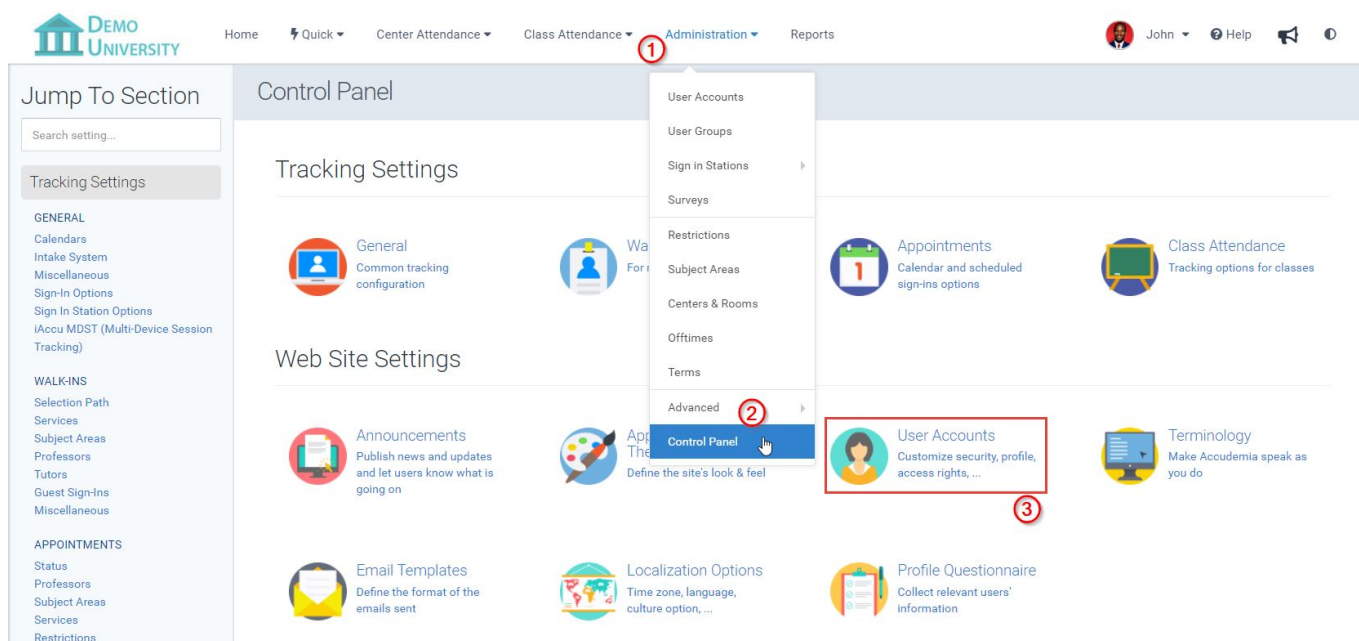 DEMO
UNIVERSITY
Home
Quick
Center Attendance
Class Attendance
Administration
Reports
John
Help
1
Jump To Section
Search setting...
Tracking Settings
GENERAL
Calendars
Intake System
Miscellaneous
Sign-In Options
Sign In Station Options
iAccu MDST (Multi-Device Session
Tracking)
WALK-INS
Selection Path
Services
Subject Areas
Professors
Tutors
Guest Sign-Ins
Miscellaneous
APPOINTMENTS
Status
Professors
Subject Areas
Services
Restrictions
Control Panel
User Accounts
User Groups
Sign in Stations
Surveys
Restrictions
Subject Areas
Centers & Rooms
Offtimes
Terms
Advanced
2
Control Panel
Tracking Settings
General
Common tracking
configuration
Wa
For
Appointments
1
Calendar and scheduled
sign-ins options
Class Attendance
Tracking options for classes
Web Site Settings
Announcements
Publish news and updates
and let users know what is
going on
App
The
Define the site's look & feel
User Accounts
Customize security, profile,
access rights, ...
3
Terminology
Make Accudemia speak as
you do
Email Templates
Define the format of the
emails sent
Localization Options
Time zone, language,
culture option, ...
Profile Questionnaire
Collect relevant users'
information